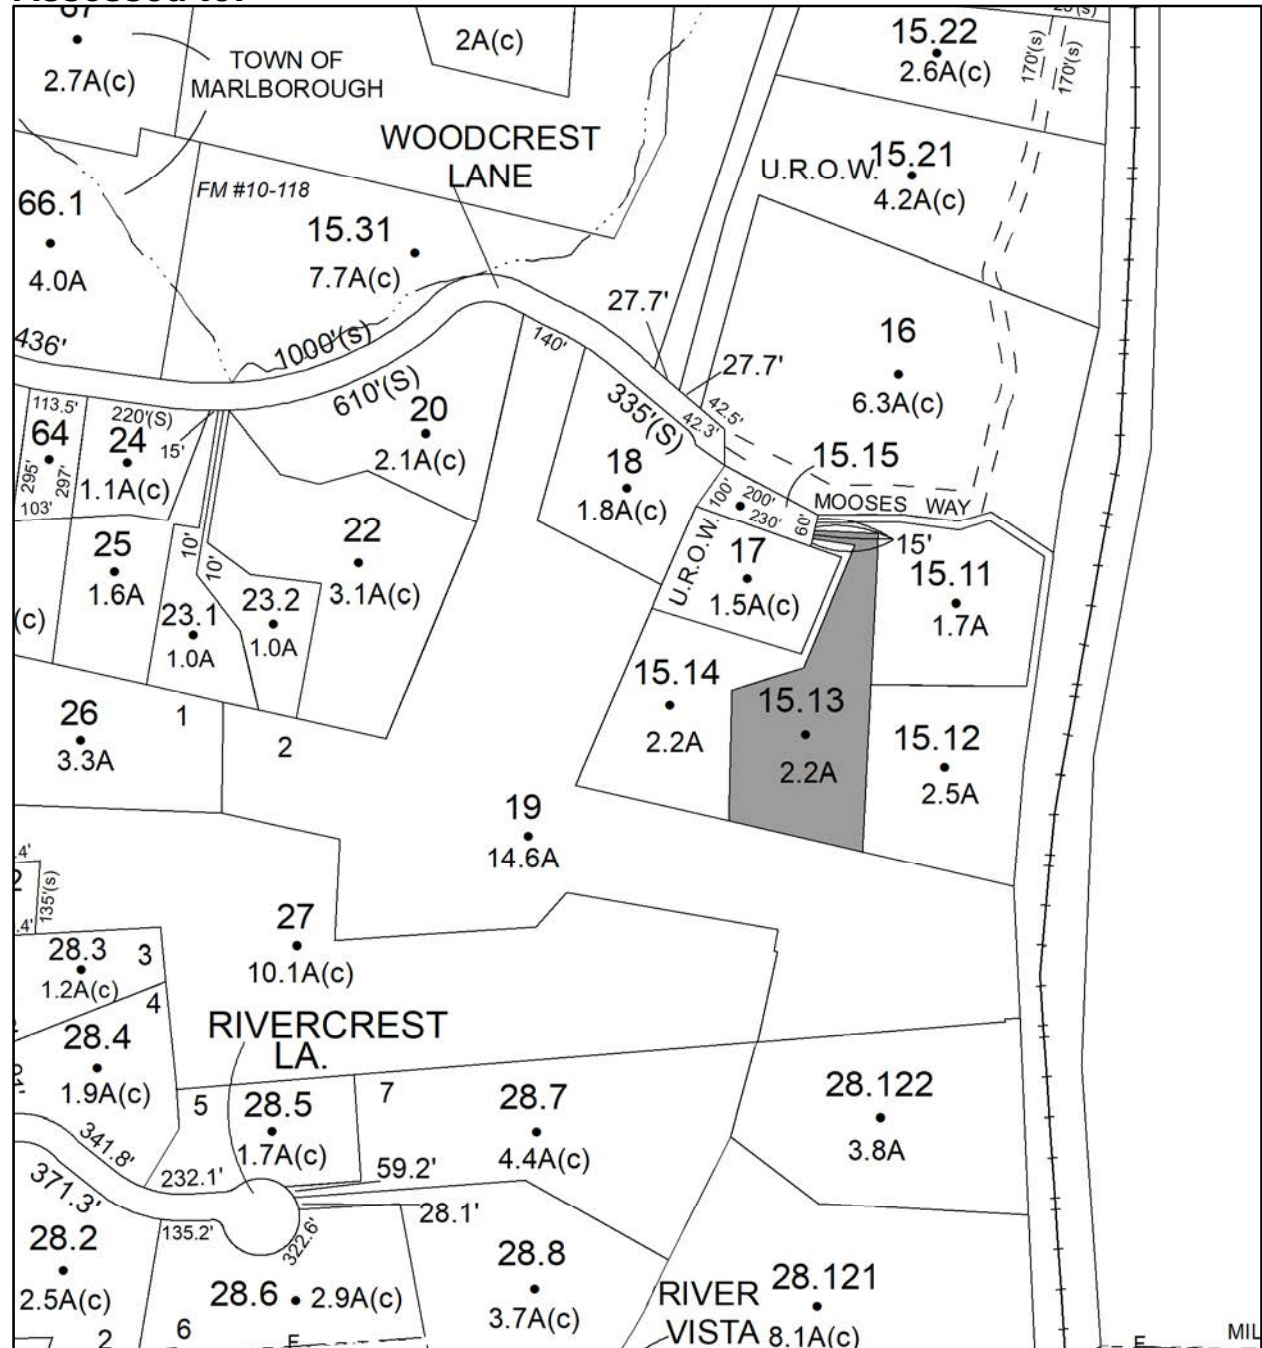 67
2.7A(c)
TOWN OF
MARLBOROUGH
2A(c)
15.22
2.6A(c)
170'(s)
170'(s)
WOODCREST
LANE
U.R.O.W.
15.21
4.2A(c)
FM #10-118
66.1
4.0A
15.31
7.7A(c)
27.7'
16
6.3A(c)
436'
1000'(s)
610'(S)
140'
27.7'
335'(S)
42.5'
42.3'
113.5'
220'(S)
64
24
15'
295'
297'
1.1A(c)
103'
20
2.1A(c)
18
1.8A(c)
15.15
100'
200'
230'
60'
MOOSES WAY
15'
25
1.6A
10'
10'
22
3.1A(c)
U.R.O.W.
17
1.5A(c)
15.11
1.7A
(c)
23.1
1.0A
23.2
1.0A
15.14
2.2A
15.13
2.2A
15.12
2.5A
26
3.3A
1
2
19
14.6A
135'(s)
27
10.1A(c)
28.3
3
1.2A(c)
4
28.4
1.9A(c)
RIVERCREST
LA.
5
28.5
1.7A(c)
7
28.7
4.4A(c)
28.122
3.8A
341.8'
371.3'
232.1'
59.2'
135.2'
322.6'
28.1'
28.2
2.5A(c)
2
28.6
2.9A(c)
6
28.8
3.7A(c)
RIVER
VISTA
28.121
8.1A(c)
F
F
MIL